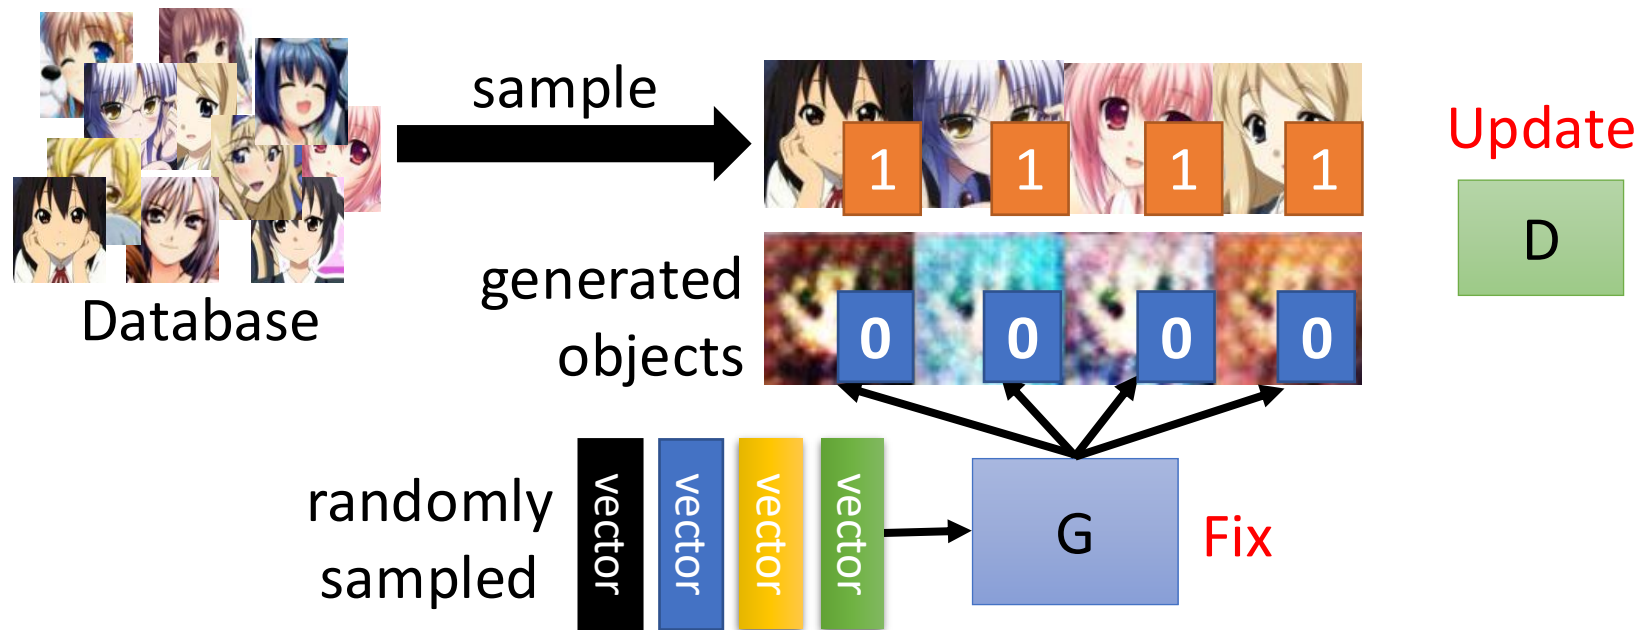 sample
Update
1 1 1 1
D
generated
objects
0 0 0 0
Database
randomly
sampled
vector
vector
vector
vector
G
Fix